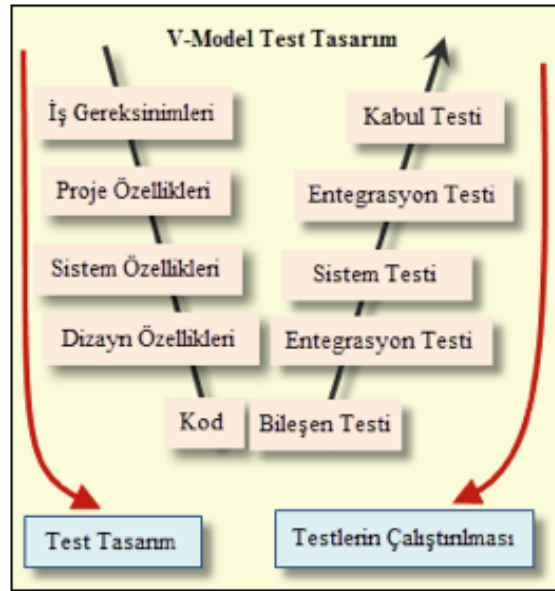 V-Model Test Tasarım
İş Gereksinimleri
Proje Özellikleri
Sistem Özellikleri
Dizayn Özellikleri
Kod
Kabul Testi
Entegrasyon Testi
Sistem Testi
Entegrasyon Testi
Bileşen Testi
Test Tasarım
Testlerin Çalıştırılması